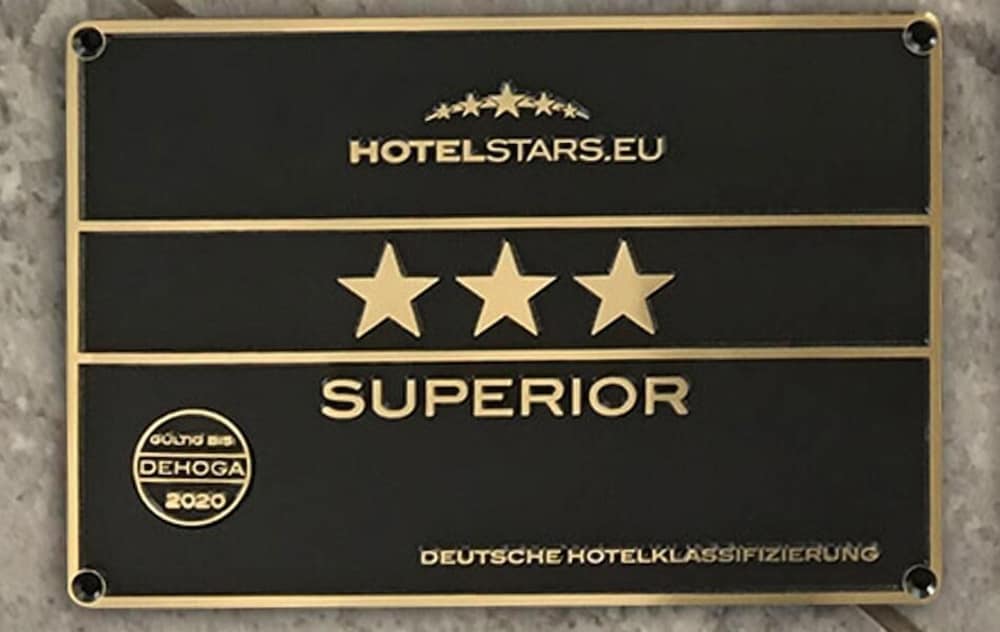 HOTELSTARS.EU
SUPERIOR
GÜLTIG BIS
DEHOGA
2020
DEUTSCHE HOTELKLASSIFIZIERUNG